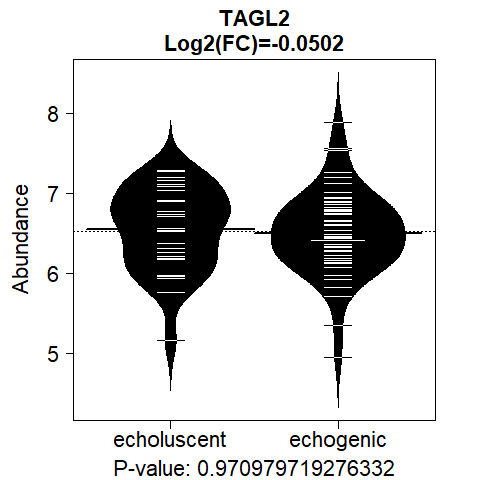 TAGL2
Log2(FC)=-0.0502
Abundance
8
7
6
5
echoluscent echogenic
P-value: 0.970979719276332